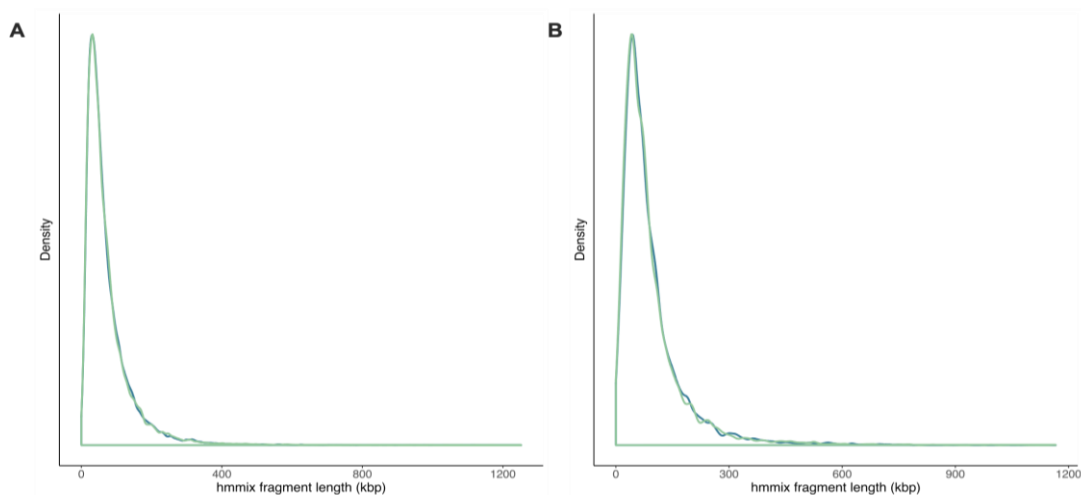 A
Density
0 400 800 1200
hmmix fragment length (kbp)
B
Density
0 300 600 900 1200
hmmix fragment length (kbp)